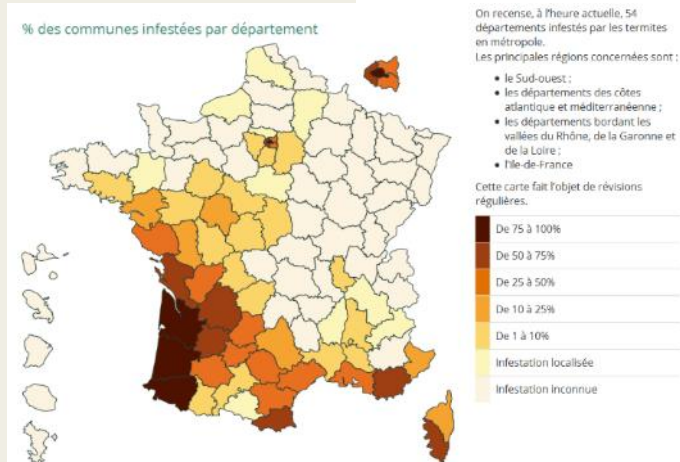 % des communes infestées par département
On recense, à l'heure actuelle, 54
départements infestés par les termites
en métropole.
Les principales régions concernées sont :
le Sud-ouest ;
les départements des côtes
atlantique et méditerranéenne ;
les départements bordant les
vallées du Rhône, de la Garonne et
de la Loire ;
l'Ile-de-France
Cette carte fait l'objet de révisions
régulières.
De 75 à 100%
De 50 à 75%
De 25 à 50%
De 10 à 25%
De 1 à 10%
Infestation localisée
Infestation inconnue